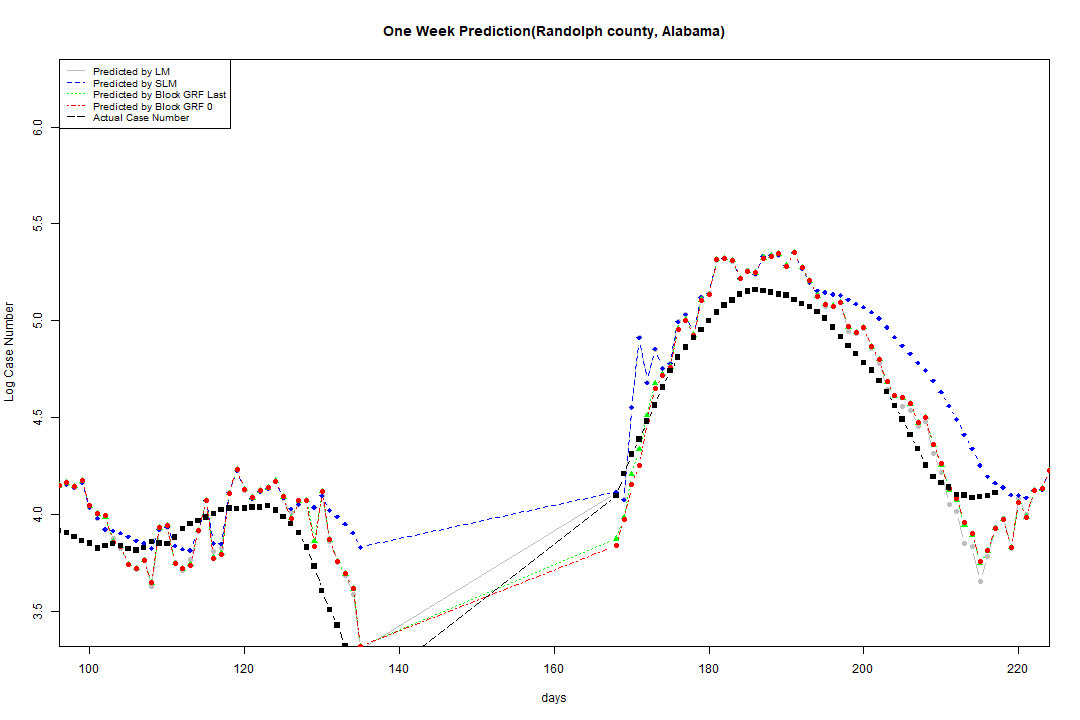 One Week Prediction(Randolph county, Alabama)
Predicted by LM
Predicted by SLM
Predicted by Block GRF Last
Predicted by Block GRF 0
Actual Case Number
Log Case Number
6.0
5.5
5.0
4.5
4.0
3.5
100 120 140 160 180 200 220
days